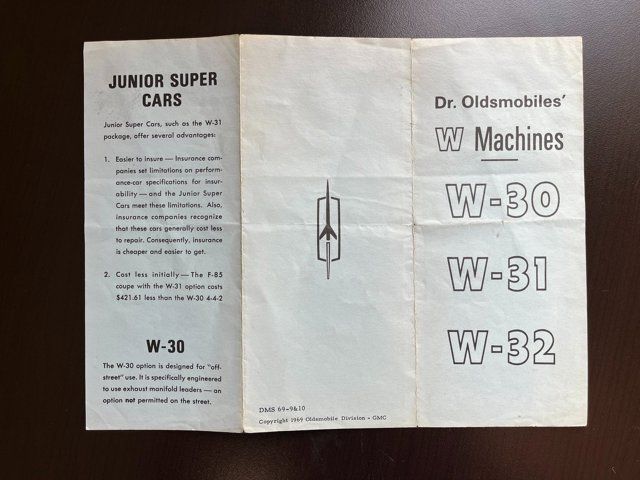 JUNIOR SUPER
CARS
Junior Super Cars, such as the W-31
package, offer several advantages:
1. Easier to insure — Insurance com-
panies set limitations on perform-
ance-car specifications for insur-
ability — and the Junior Super
Cars meet these limitations. Also,
insurance companies recognize
that these cars generally cost less
to repair. Consequently, insurance
is cheaper and easier to get.
2. Cost less initially — The F-85
coupe with the W-31 option costs
$421.61 less than the W-30 4-4-2
W-30
The W-30 option is designed for "off-
street" use. It is specifically engineered
to use exhaust manifold leaders — an
option not permitted on the street.
DMS 69-9&10
Copyright 1969 Oldsmobile Division - GMC
Dr. Oldsmobiles'
W Machines
W-30
W-31
W-32